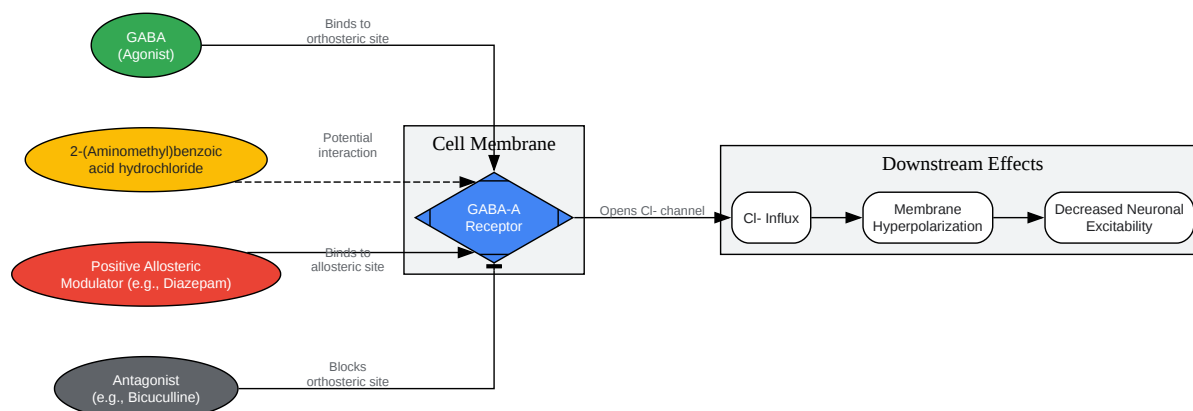 GABA
(Agonist)
Binds to
orthosteric site
2-(Aminomethyl)benzoic
acid hydrochloride
Potential
interaction
Positive Allosteric
Modulator (e.g., Diazepam)
Binds to
allosteric site
Antagonist
(e.g., Bicuculline)
Blocks
orthosteric site
Cell Membrane
GABA-A
Receptor
Opens Cl- channel
Downstream Effects
Cl- Influx
Membrane
Hyperpolarization
Decreased Neuronal
Excitability